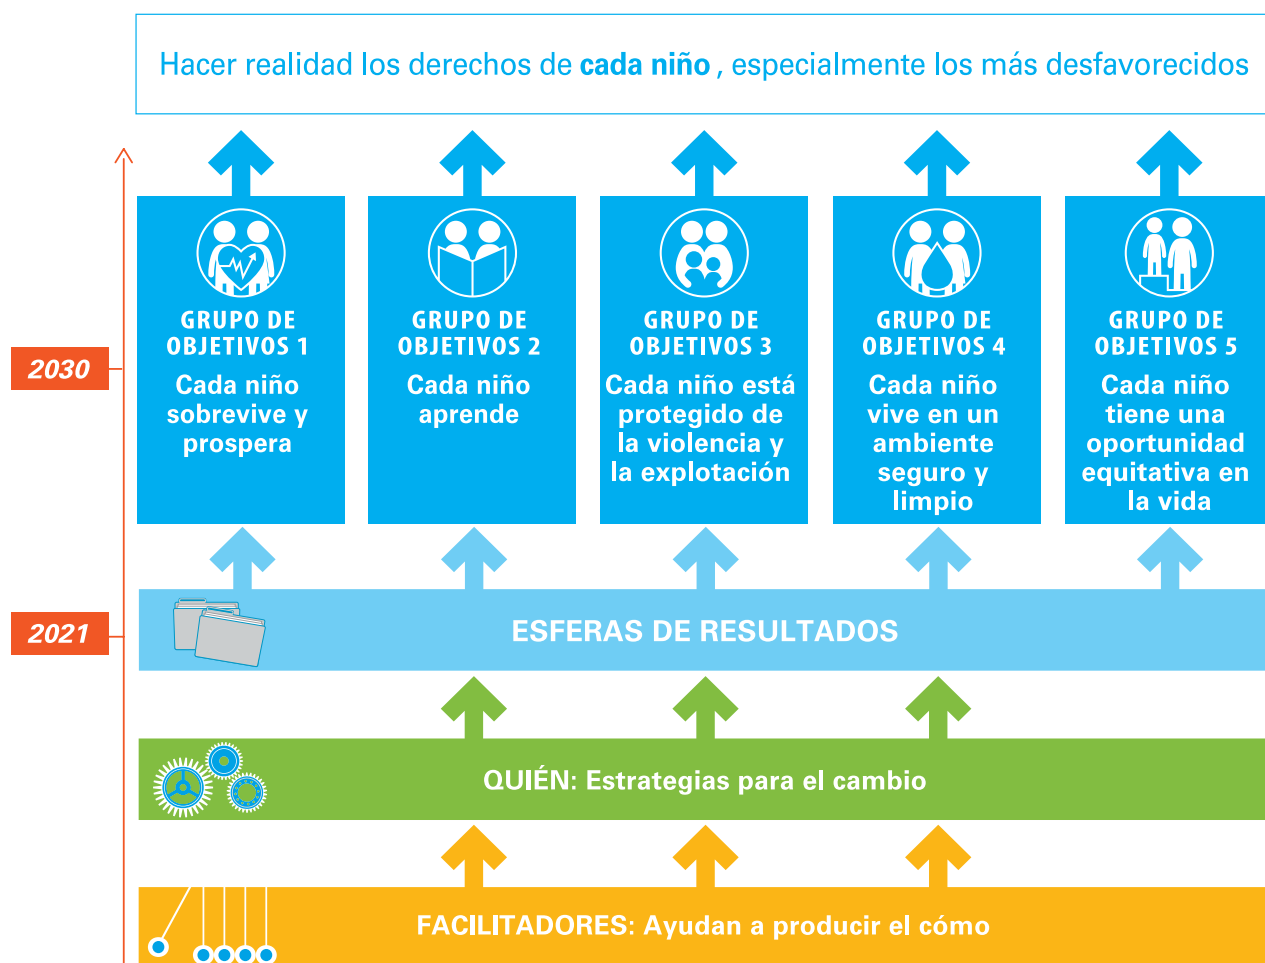 Hacer realidad los derechos de cada niño, especialmente los más desfavorecidos
GRUPO DE
OBJETIVOS 1
Cada niño
sobrevive y
prospera
GRUPO DE
OBJETIVOS 2
Cada niño
aprende
GRUPO DE
OBJETIVOS 3
Cada niño está
protegido de
la violencia y
la explotación
GRUPO DE
OBJETIVOS 4
Cada niño
vive en un
ambiente
seguro y
limpio
GRUPO DE
OBJETIVOS 5
Cada niño
tiene una
oportunidad
equitativa en
la vida
2030
2021
ESFERAS DE RESULTADOS
QUIÉN: Estrategias para el cambio
FACILITADORES: Ayudan a producir el cómo